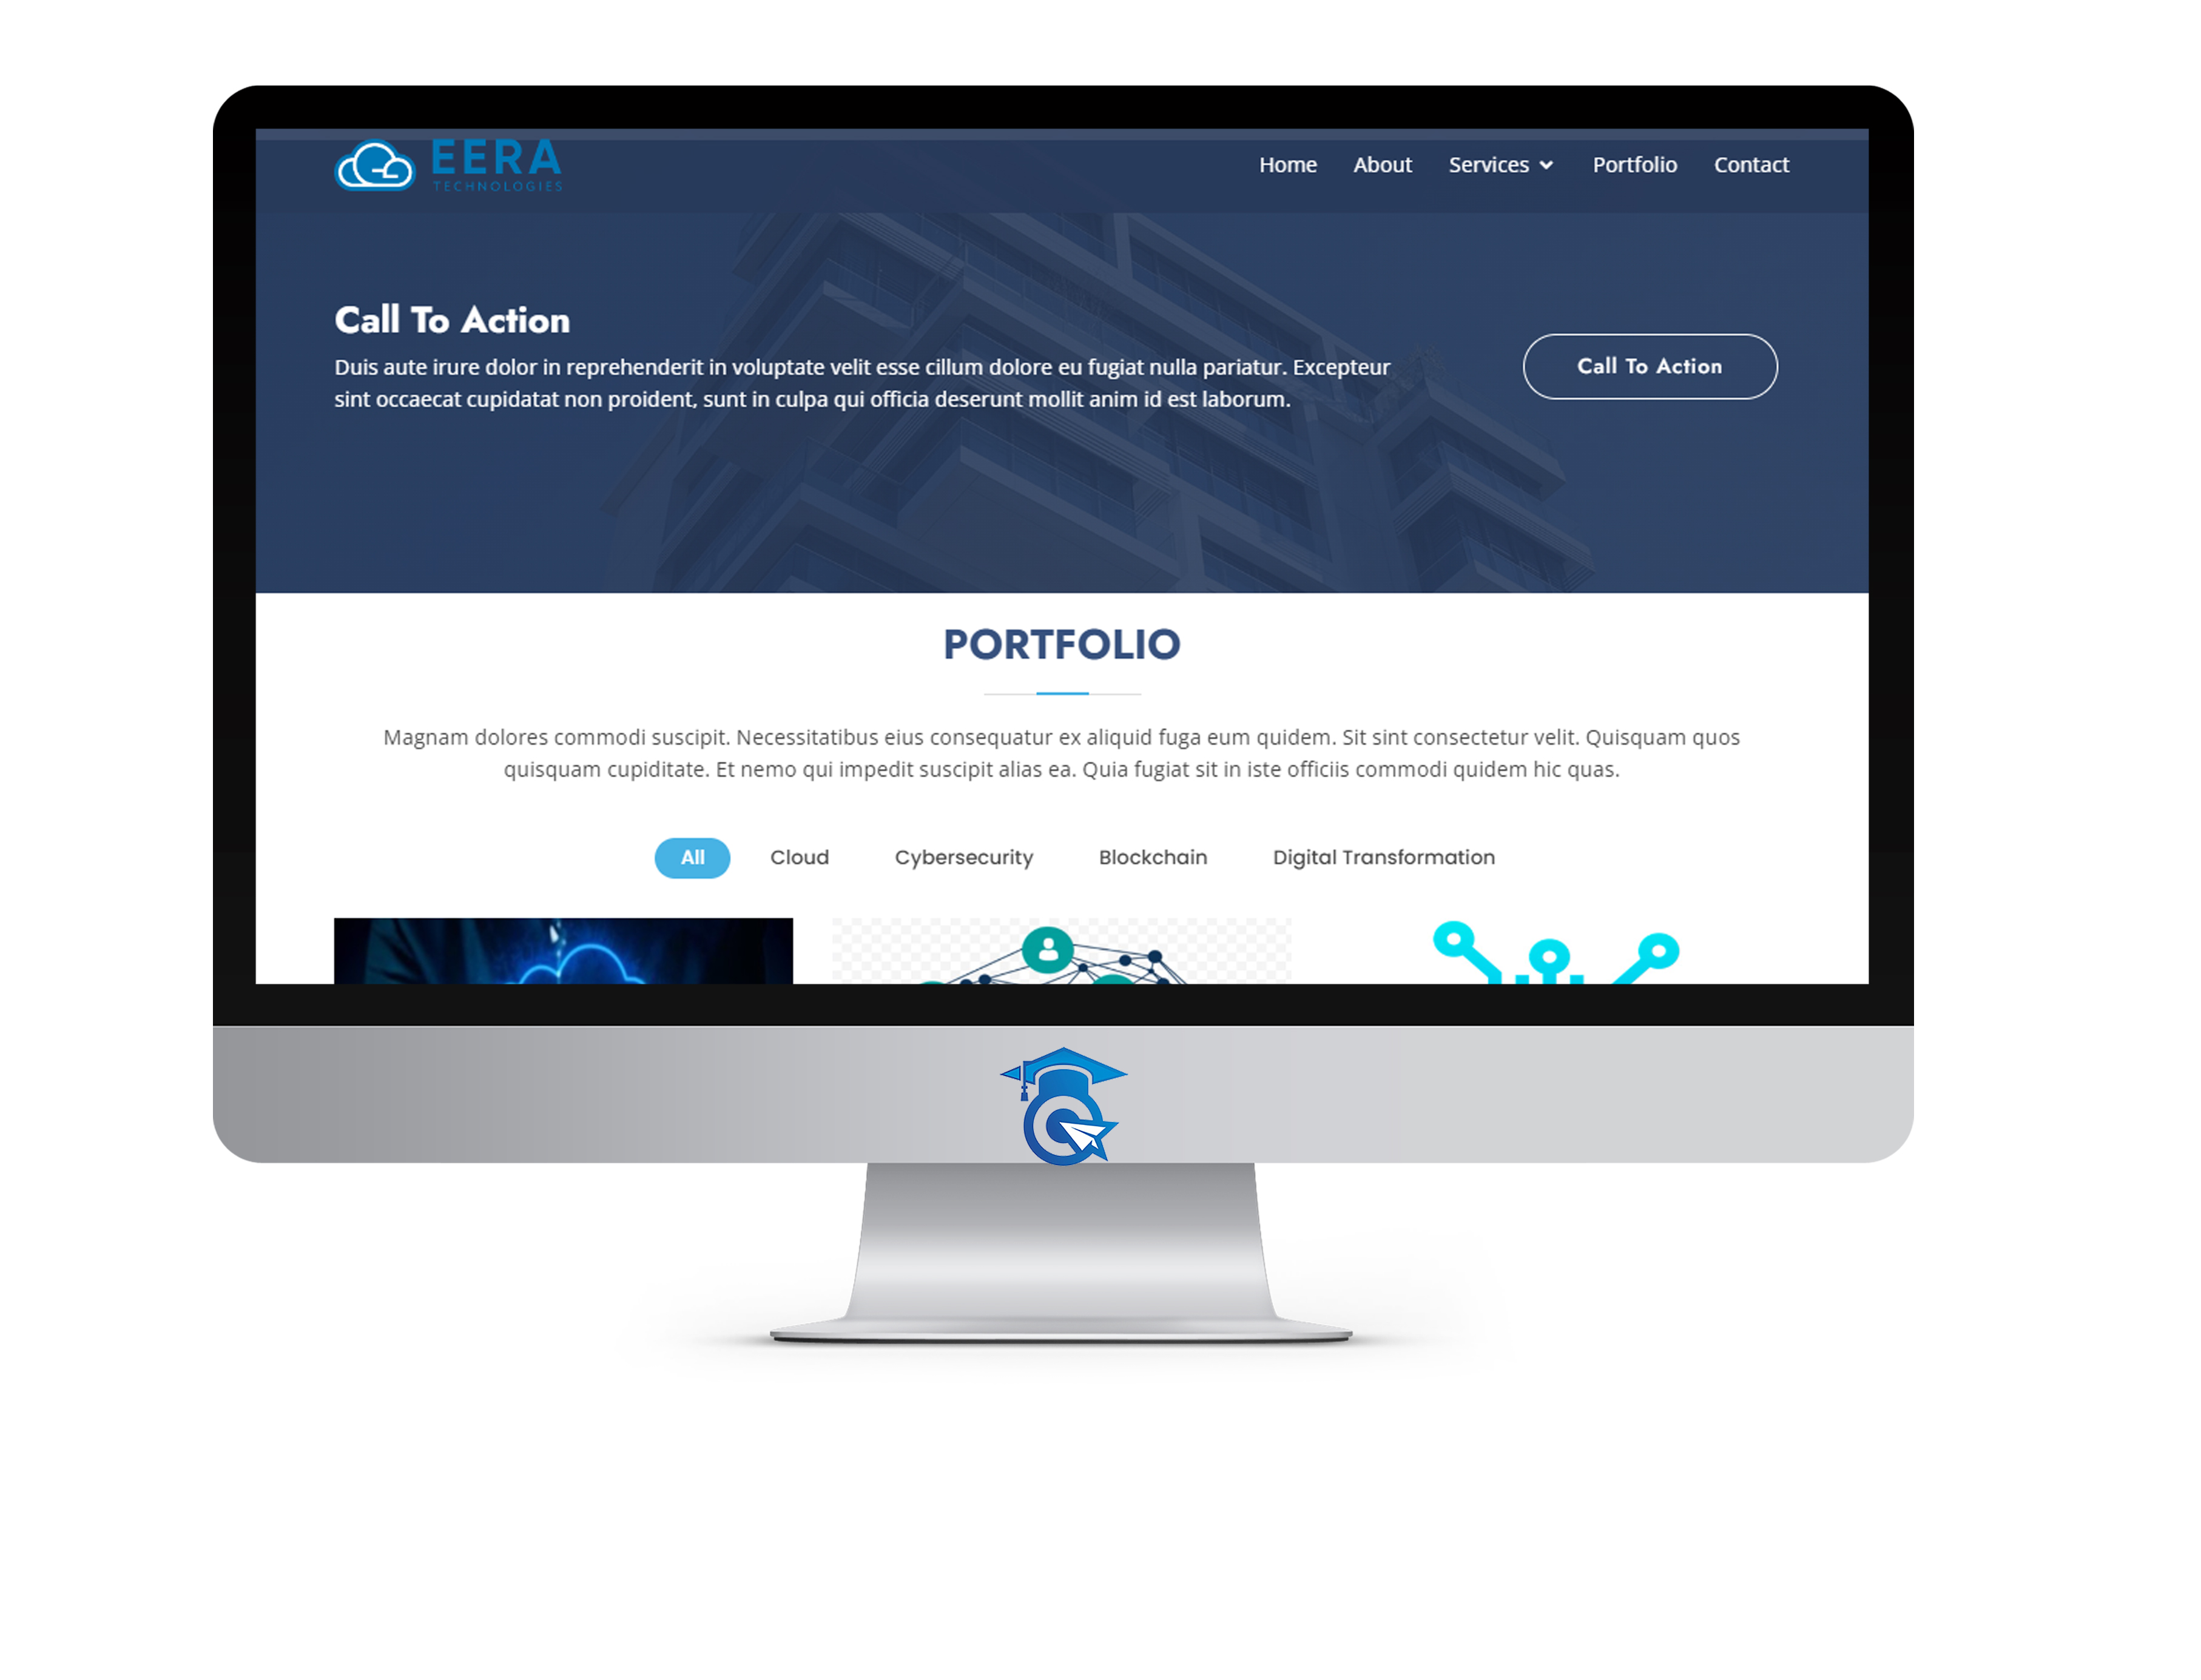 EERA
TECHNOLOGIES
Home About Services Portfolio Contact
Call To Action
Duis aute irure dolor in reprehenderit in voluptate velit esse cillum dolore eu fugiat nulla pariatur. Excepteur
sint occaecat cupidatat non proident, sunt in culpa qui officia deserunt mollit anim id est laborum.
Call To Action
PORTFOLIO
Magnam dolores commodi suscipit. Necessitatibus eius consequatur ex aliquid fuga eum quidem. Sit sint consectetur velit. Quisquam quos
quisquam cupiditate. Et nemo qui impedit suscipit alias ea. Quia fugiat sit in iste officiis commodi quidem hic quas.
All Cloud Cybersecurity Blockchain Digital Transformation